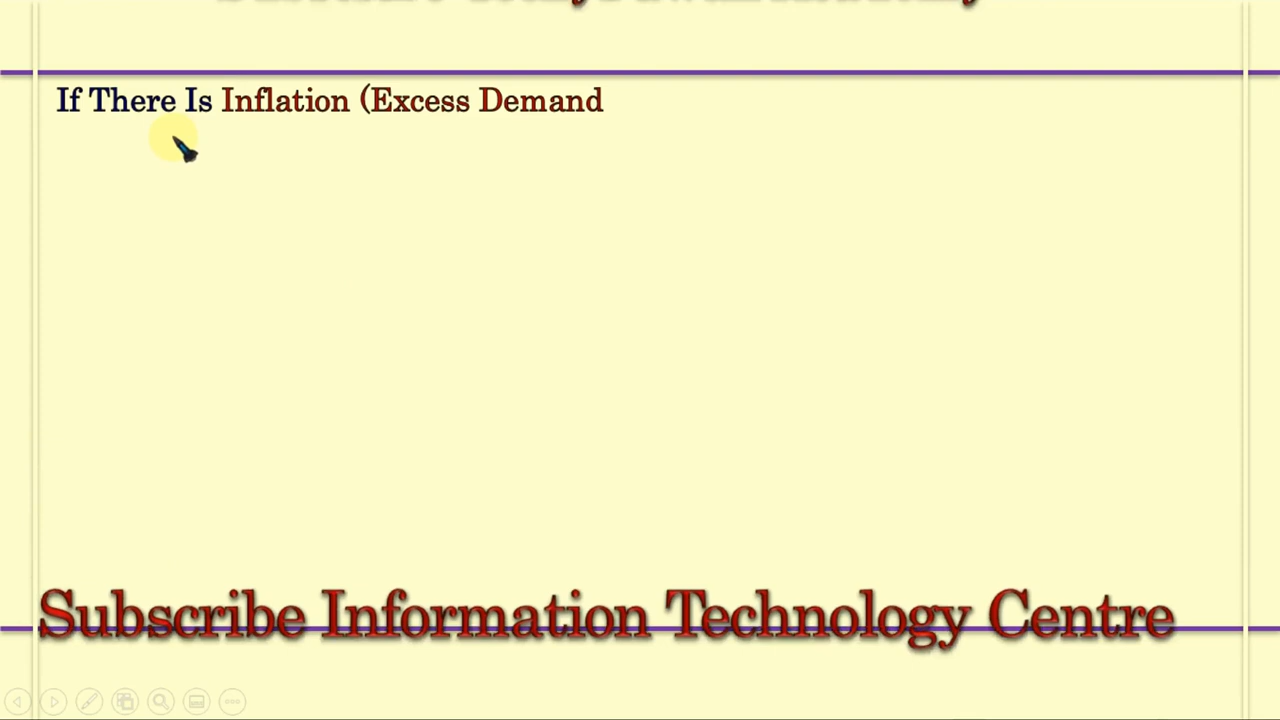 If There Is Inflation (Excess Demand
Subscribe Information Technology Centre